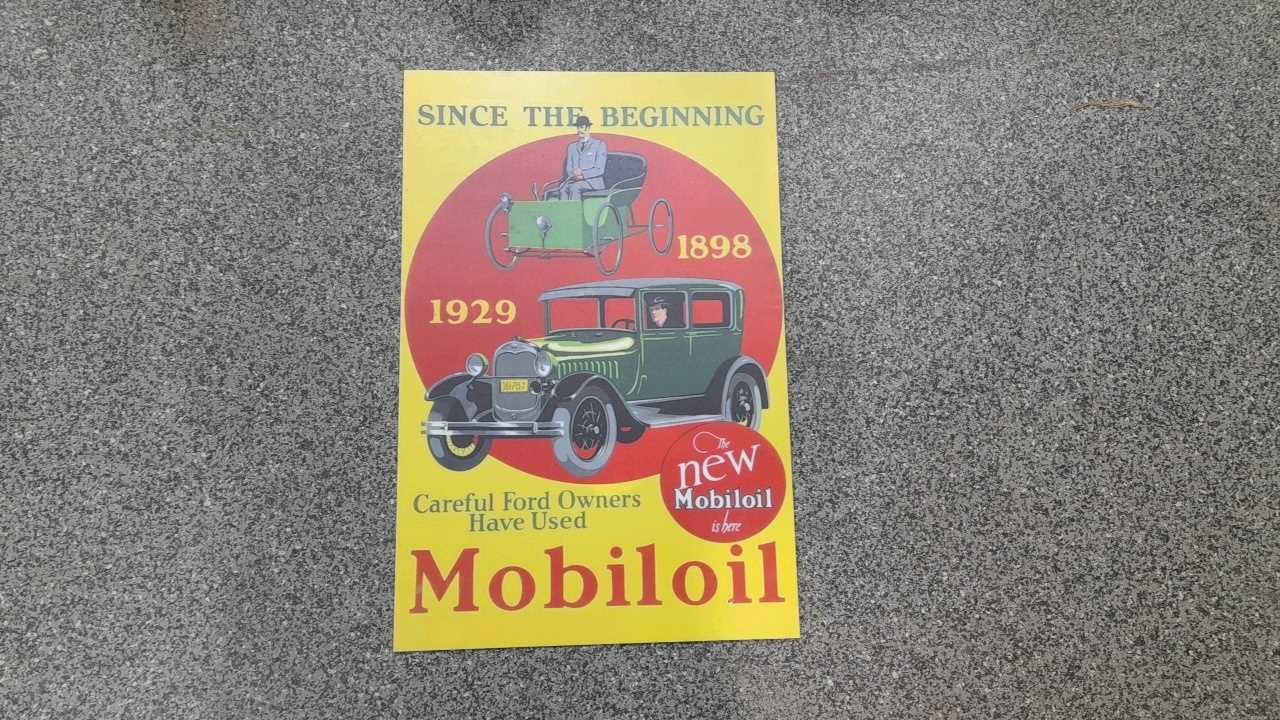 SINCE THE BEGINNING
1898
1929
The
new
Mobiloil
is here
Careful Ford Owners
Have Used
Mobiloil